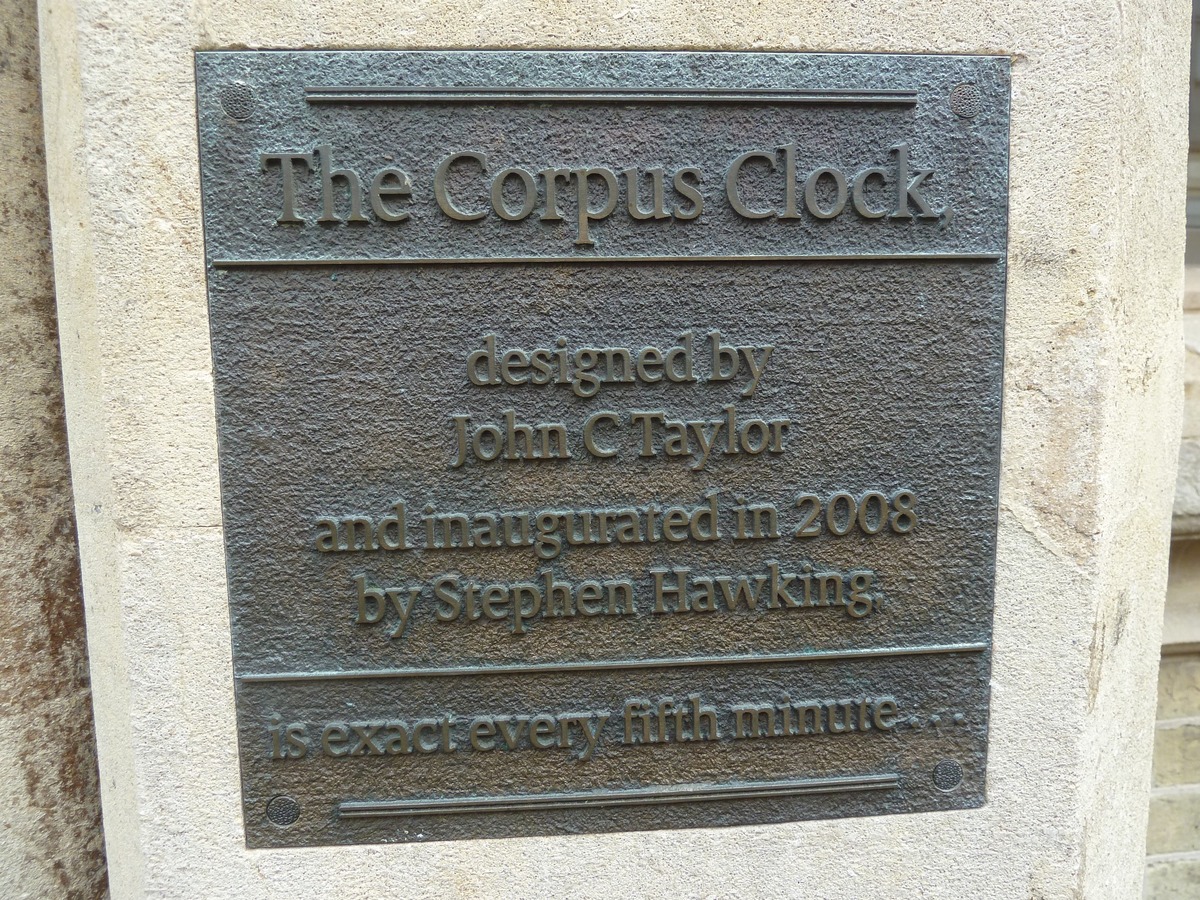 The Corpus Clock,
designed by
John C Taylor
and inaugurated in 2008
by Stephen Hawking,
is exact every fifth minute . . .